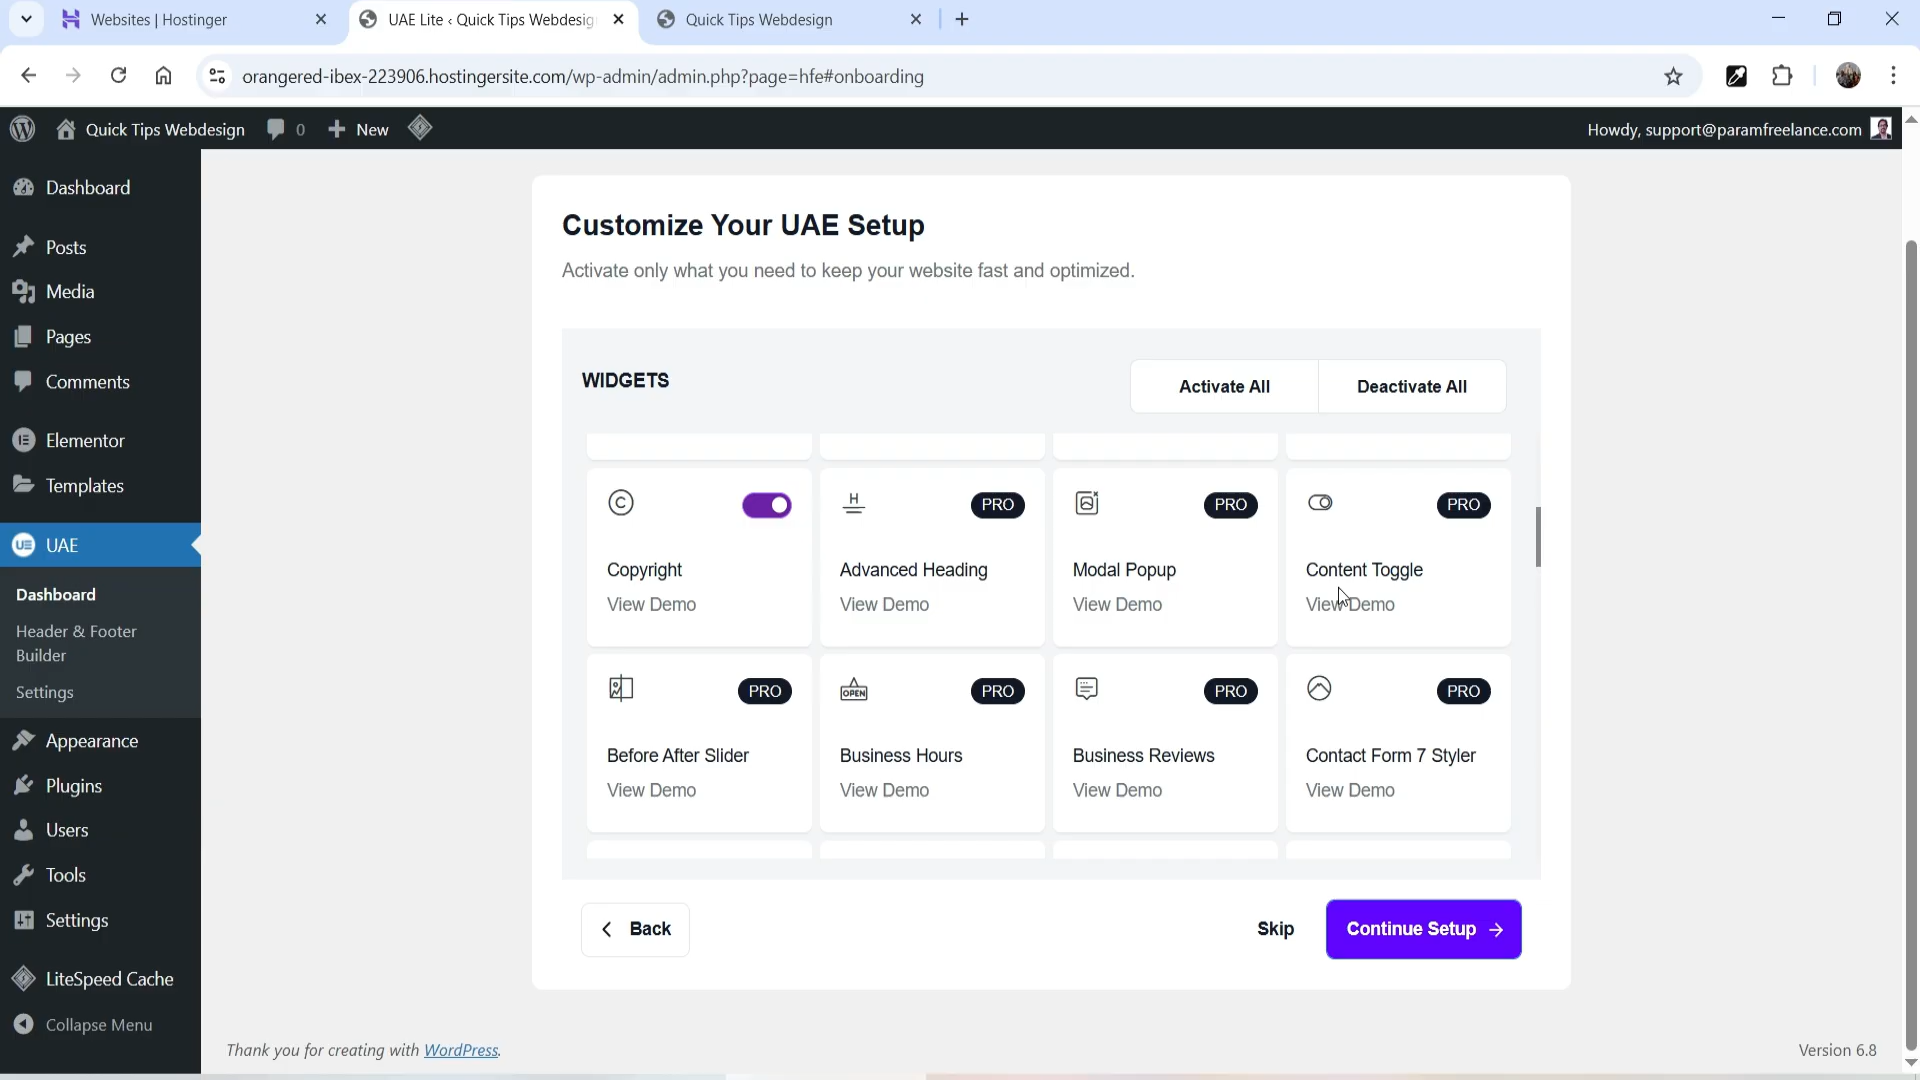 Websites | Hostinger
UAE Lite ‹ Quick Tips Webdesig
Quick Tips Webdesign
orangered-ibex-223906.hostingersite.com/wp-admin/admin.php?page=hfe#onboarding
Quick Tips Webdesign
0
New
Howdy, support@paramfreelance.com
Dashboard
Posts
Media
Pages
Comments
Elementor
Templates
UAE
Dashboard
Header & Footer
Builder
Settings
Appearance
Plugins
Users
Tools
Settings
LiteSpeed Cache
Collapse Menu
Customize Your UAE Setup
Activate only what you need to keep your website fast and optimized.
WIDGETS
Activate All
Deactivate All
Copyright
View Demo
PRO
Advanced Heading
View Demo
PRO
Modal Popup
View Demo
PRO
Content Toggle
View Demo
PRO
Before After Slider
View Demo
OPEN
PRO
Business Hours
View Demo
PRO
Business Reviews
View Demo
PRO
Contact Form 7 Styler
View Demo
Back
Skip
Continue Setup
Thank you for creating with WordPress.
Version 6.8